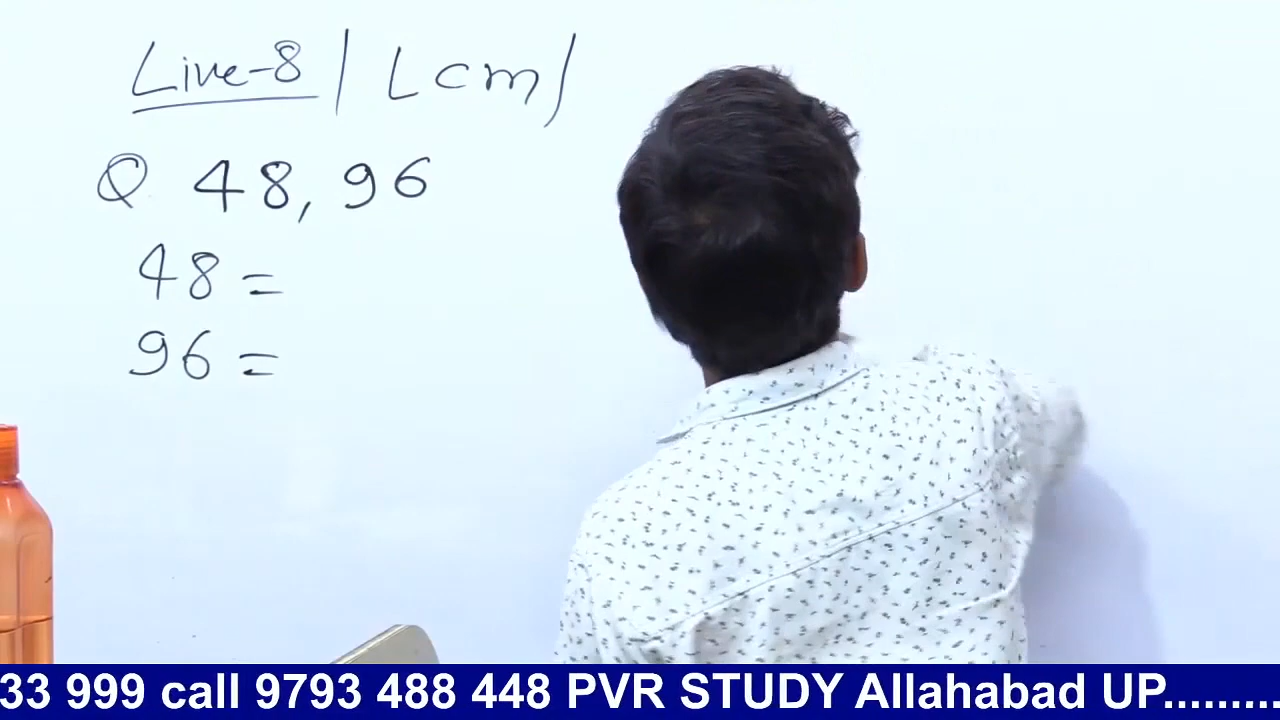 Live-8 / Lcm/
Q 48, 96
48 =
96 =
33 999 call 9793 488 448 PVR STUDY Allahabad UP..........